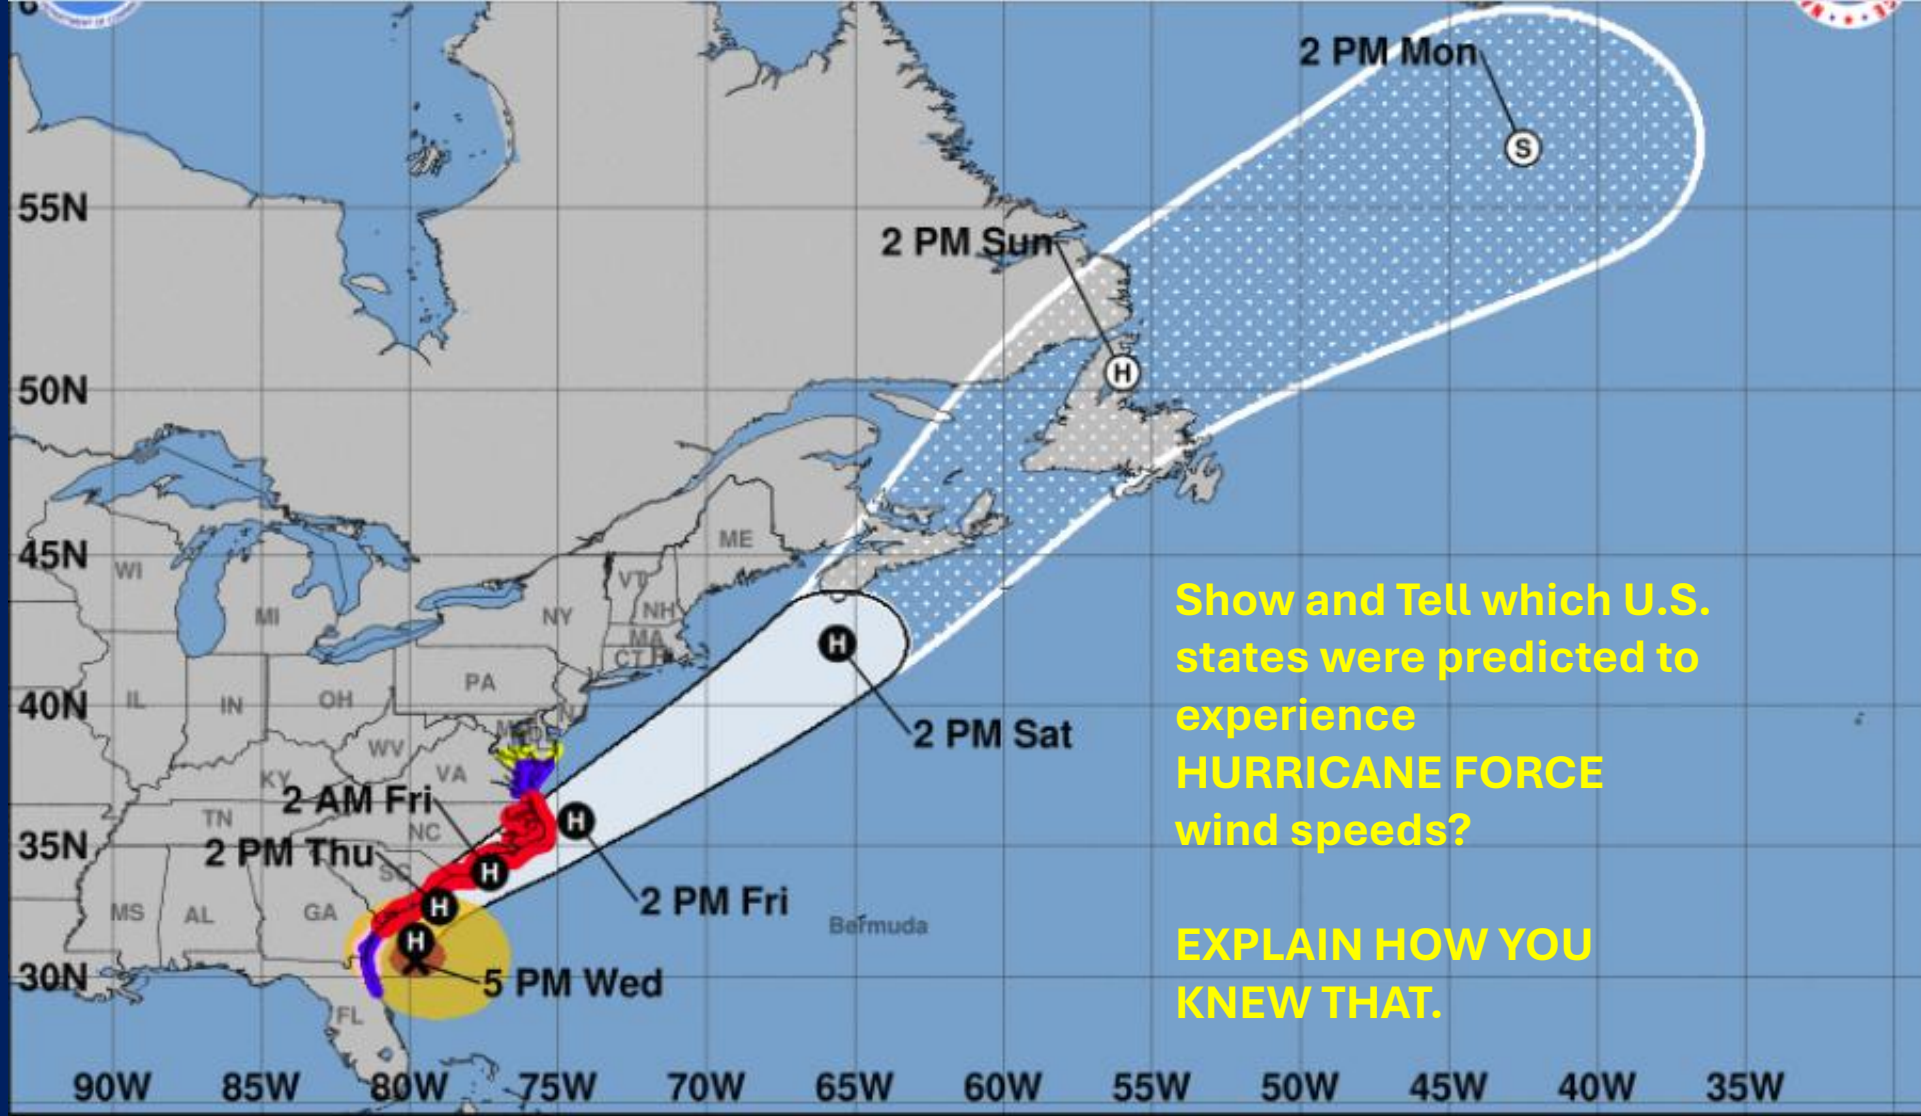 2 PM Mon
S
55N
2 PM Sun
H
50N
45N
WI
ME
VT
NH
MI
NY
MA
CT
H
PA
40N
IL
IN
OH
2 PM Sat
WV
VA
KY
2 AM Fri
TN
NC
H
35N
2 PM Thu
SC
H
H
2 PM Fri
MS
AL
GA
Bermuda
H
30N
5 PM Wed
FL
90W 85W 80W 75W 70W 65W 60W 55W 50W 45W 40W 35W
Show and Tell which U.S.
states were predicted to
experience
HURRICANE FORCE
wind speeds?
EXPLAIN HOW YOU
KNEW THAT.